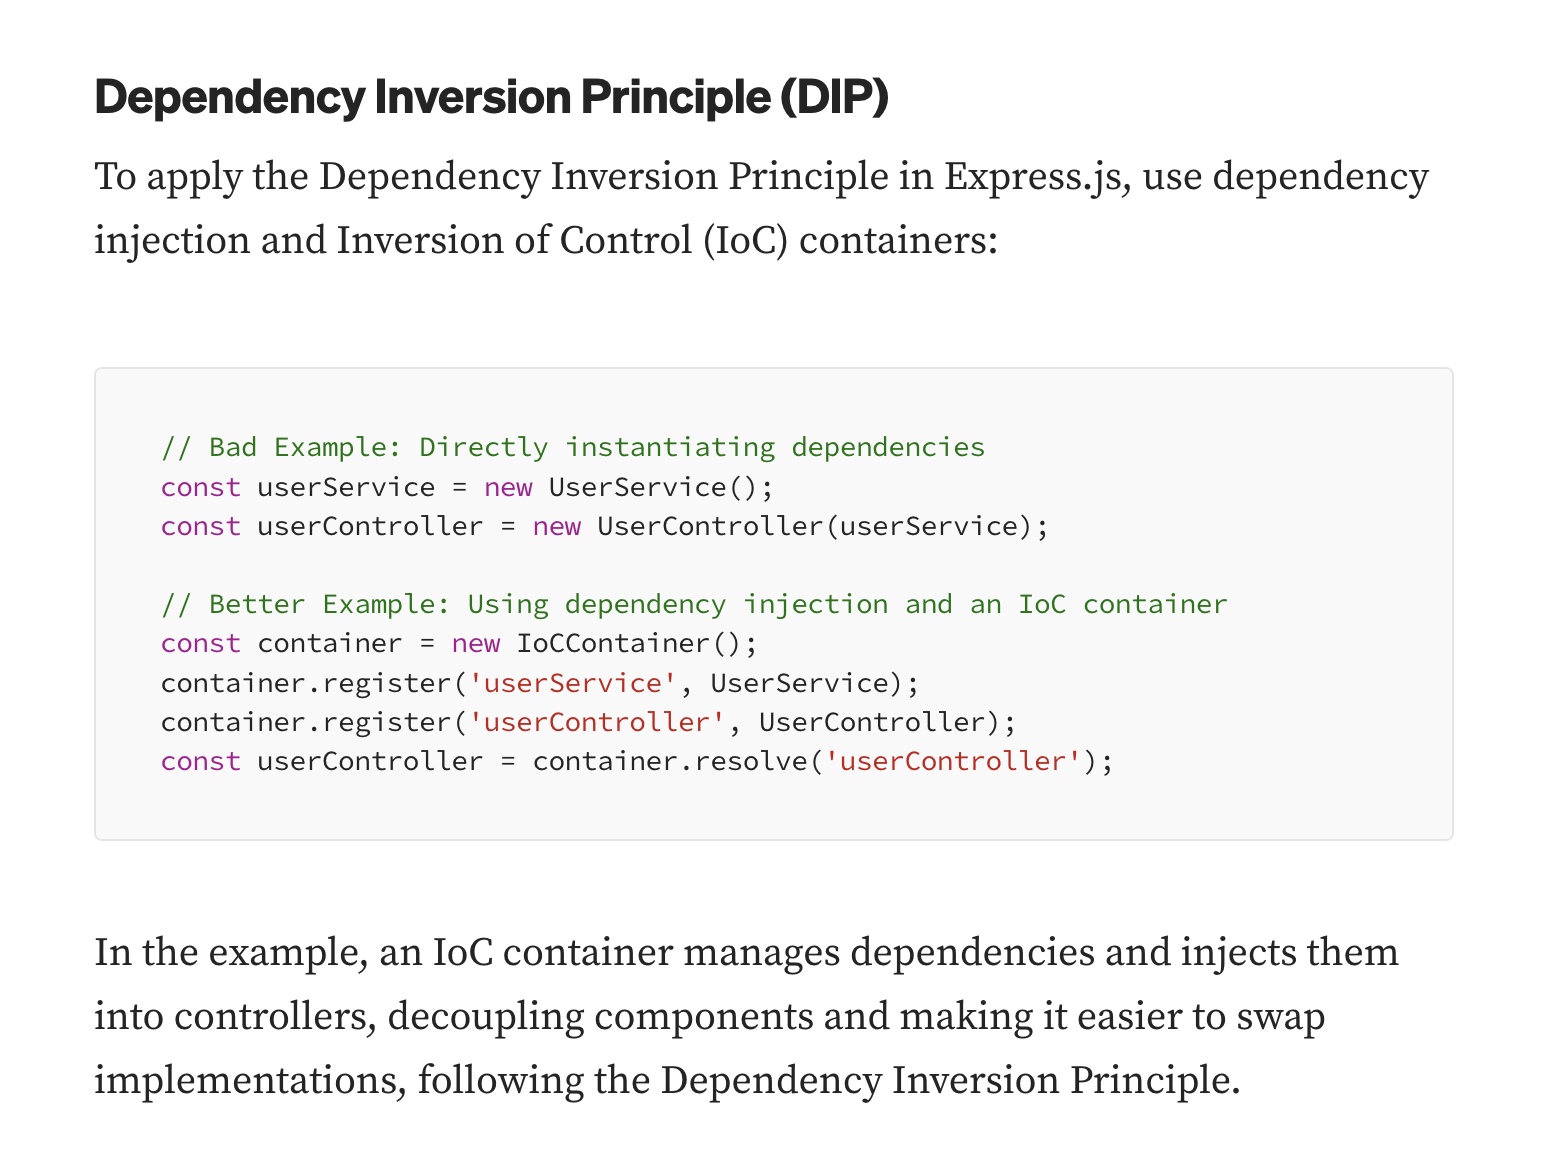 Dependency Inversion Principle (DIP)
To apply the Dependency Inversion Principle in Express.js, use dependency
injection and Inversion of Control (IoC) containers:
// Bad Example: Directly instantiating dependencies
const userService = new UserService();
const userController = new UserController(userService);
// Better Example: Using dependency injection and an IoC container
const container = new IoCContainer();
container.register('userService', UserService);
container.register('userController', UserController);
const userController = container.resolve('userController');
In the example, an IoC container manages dependencies and injects them
into controllers, decoupling components and making it easier to swap
implementations, following the Dependency Inversion Principle.